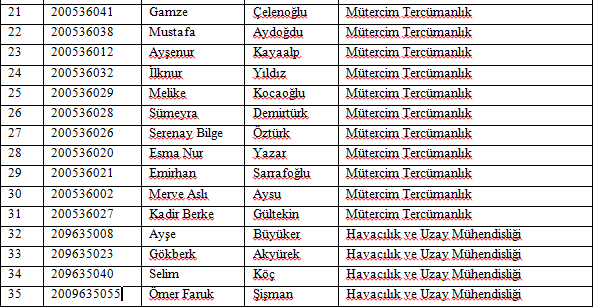 21 200536041 Gamze Çelenoğlu Mütercim Tercümanlık
22 200536038 Mustafa Aydoğdu Mütercim Tercümanlık
23 200536012 Ayşenur Kayaalp Mütercim Tercümanlık
24 200536032 İlknur Yıldız Mütercim Tercümanlık
25 200536029 Melike Kocaoğlu Mütercim Tercümanlık
26 200536028 Sümeyra Demirtürk Mütercim Tercümanlık
27 200536026 Serenay Bilge Öztürk Mütercim Tercümanlık
28 200536020 Esma Nur Yazar Mütercim Tercümanlık
29 200536021 Emirhan Sarrafoğlu Mütercim Tercümanlık
30 200536002 Merve Aslı Aysu Mütercim Tercümanlık
31 200536027 Kadir Berke Gültekin Mütercim Tercümanlık
32 209635008 Ayşe Büyüker Havacılık ve Uzay Mühendisliği
33 209635023 Gökberk Akyürek Havacılık ve Uzay Mühendisliği
34 209635040 Selim Köç Havacılık ve Uzay Mühendisliği
35 2009635055 Ömer Faruk Şişman Havacılık ve Uzay Mühendisliği